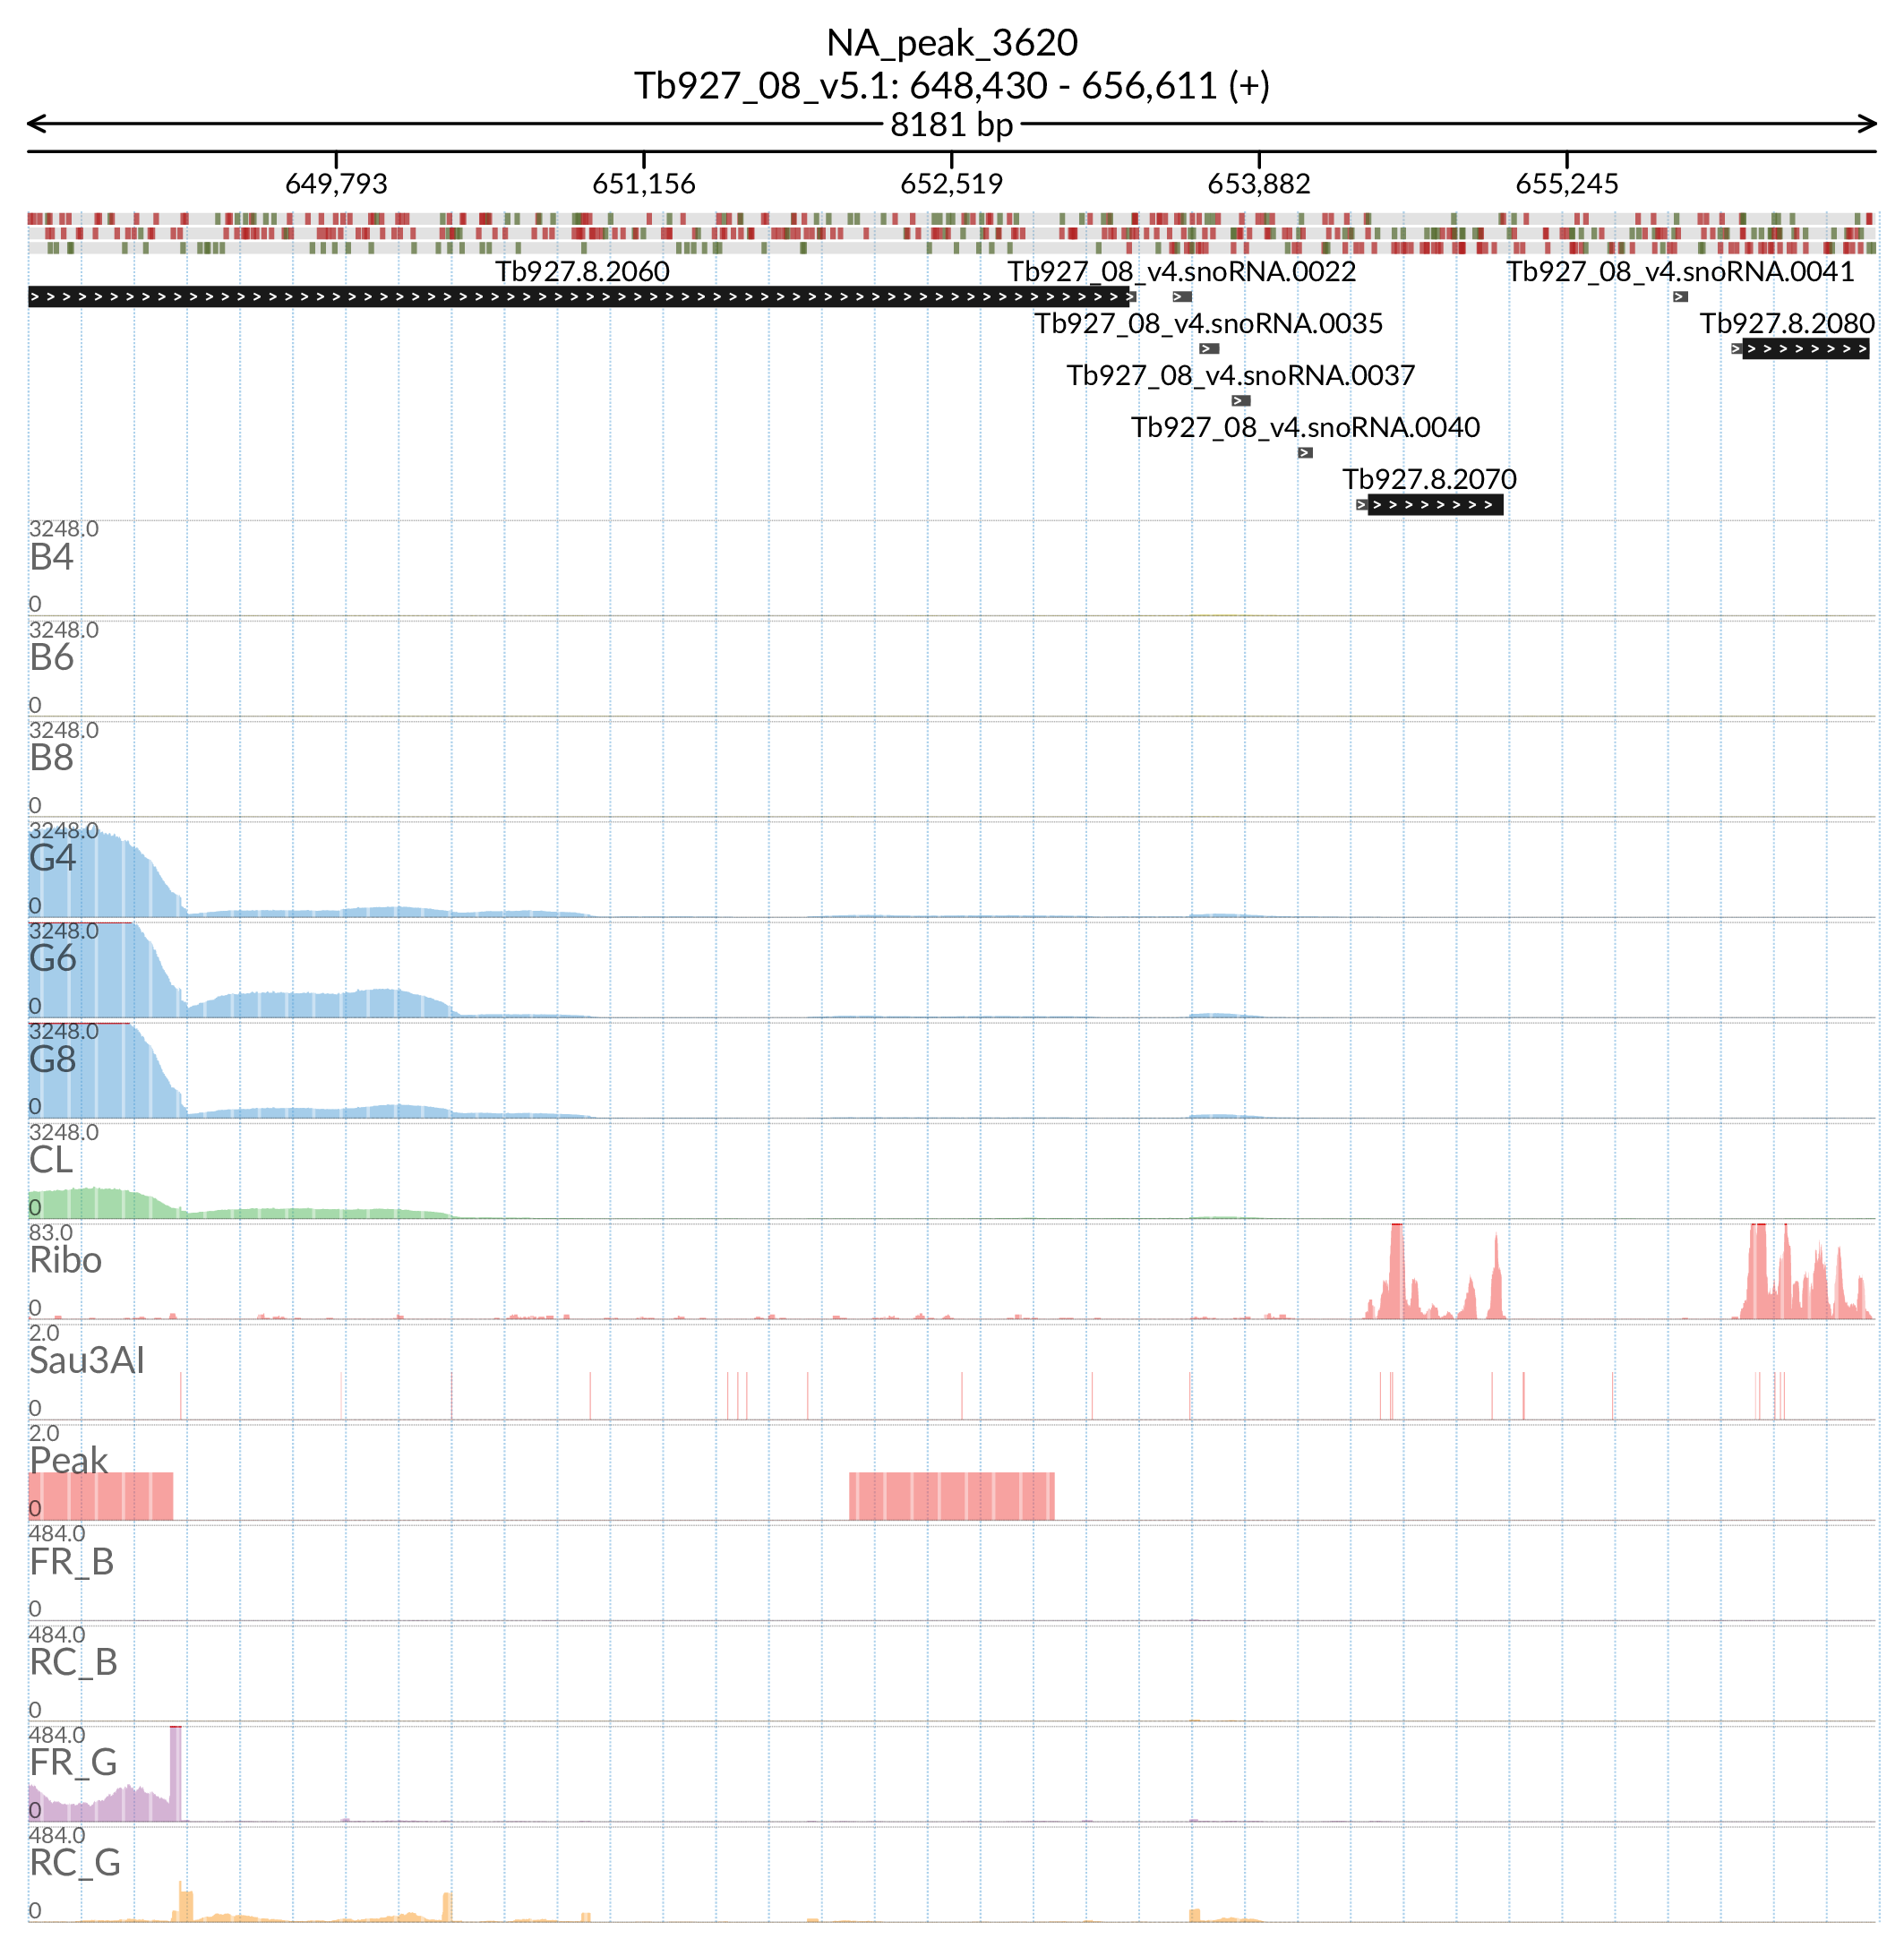 NA_peak_3620
Tb927_08_v5.1: 648,430 - 656,611 (+)
8181 bp
649,793 651,156 652,519 653,882 655,245
Tb927.8.2060 Tb927_08_v4.snoRNA.0022 Tb927_08_v4.snoRNA.0041
Tb927_08_v4.snoRNA.0035 Tb927.8.2080
Tb927_08_v4.snoRNA.0037
Tb927_08_v4.snoRNA.0040
Tb927.8.2070
3248.0
B4
0
3248.0
B6
0
3248.0
B8
0
3248.0
G4
0
3248.0
G6
0
3248.0
G8
0
3248.0
CL
0
83.0
Ribo
0
2.0
Sau3AI
0
2.0
Peak
0
484.0
FR_B
0
484.0
RC_B
0
484.0
FR_G
0
484.0
RC_G
0